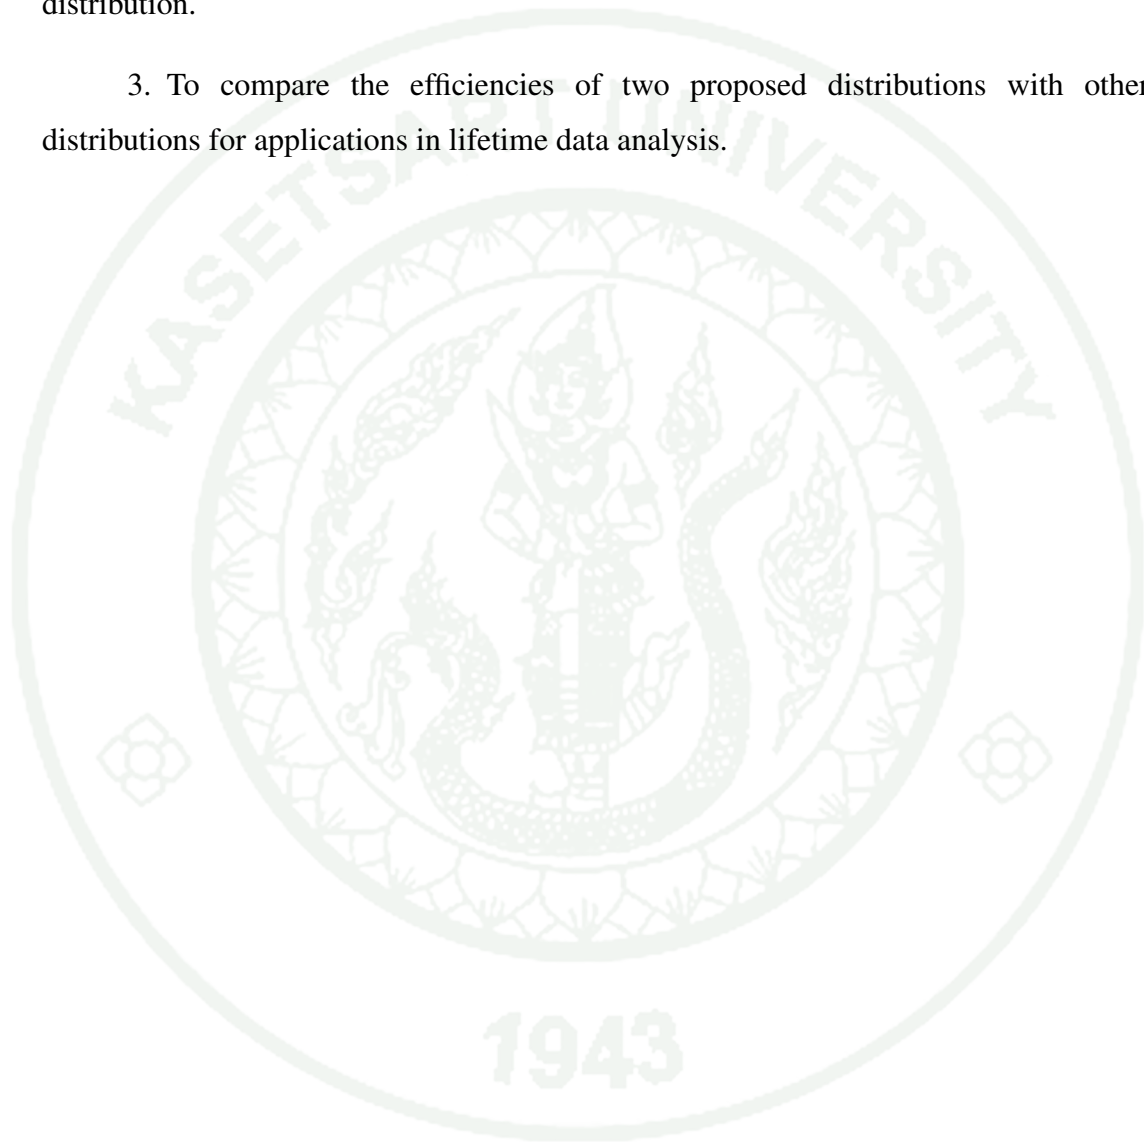 distribution.
3. To compare the efficiencies of two proposed distributions with other
distributions for applications in lifetime data analysis.
KASETSART UNIVERSITY
1943